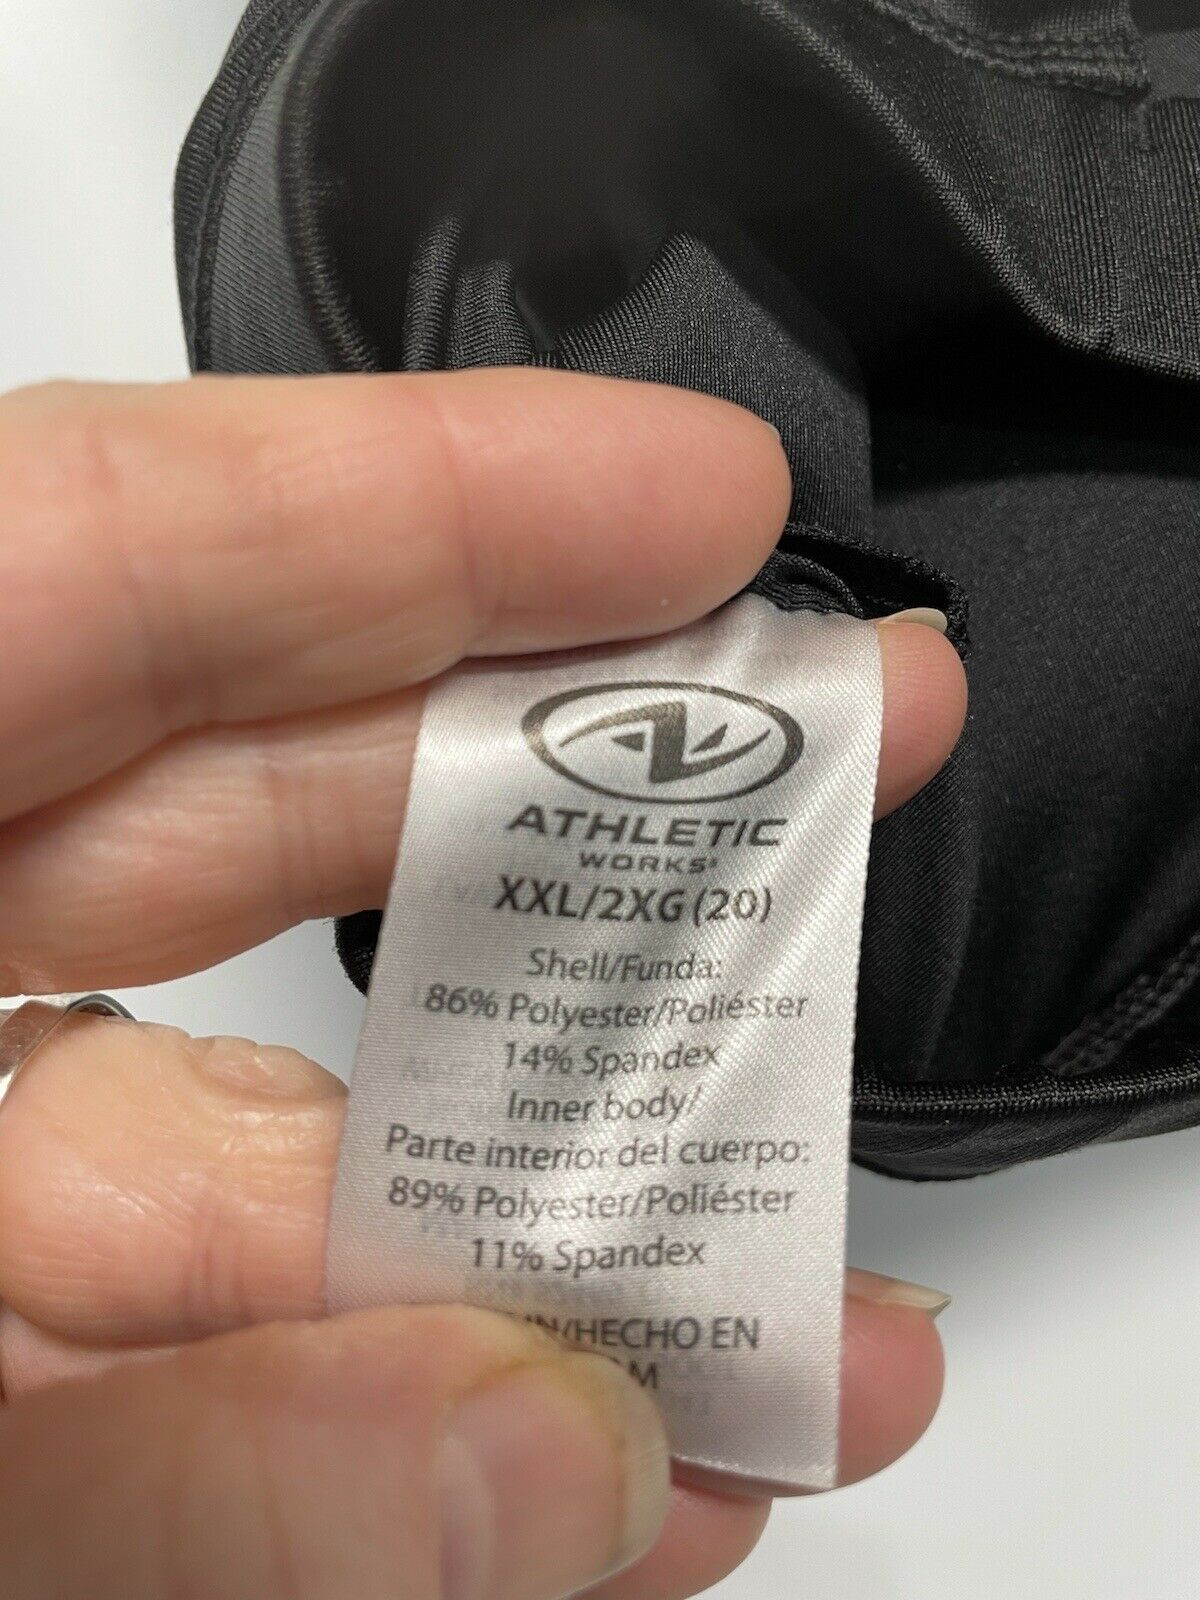 ATHLETIC
WORKS
XXL/2XG (20)
Shell/Funda:
86% Polyester/Poliéster
14% Spandex
Inner body/
Parte interior del cuerpo:
89% Polyester/Poliéster
11% Spandex
IN/HECHO EN